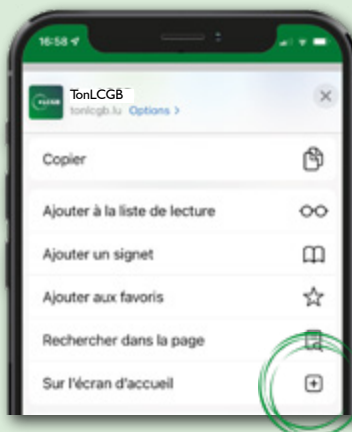 16:58
LCGB
TonLCGB
tonlcgb.lu Options >
Copier
Ajouter à la liste de lecture
Ajouter un signet
Ajouter aux favoris
Rechercher dans la page
Sur l'écran d'accueil